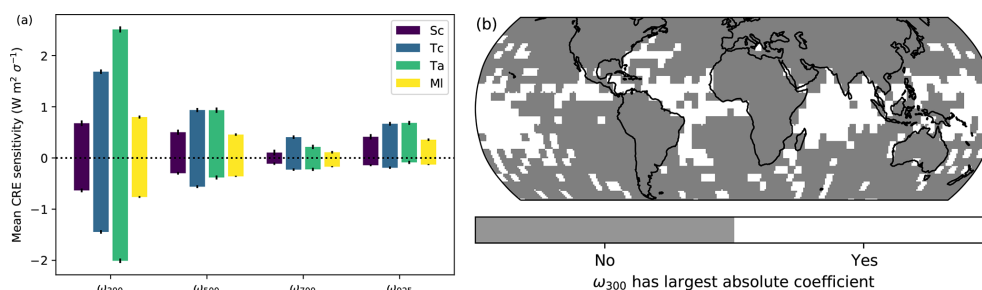 (a)
Mean CRE sensitivity (W m² σ⁻¹)
2
1
0
−1
−2
Sc
Tc
Ta
MI
(b)
No
Yes
ω₃₀₀ has largest absolute coefficient